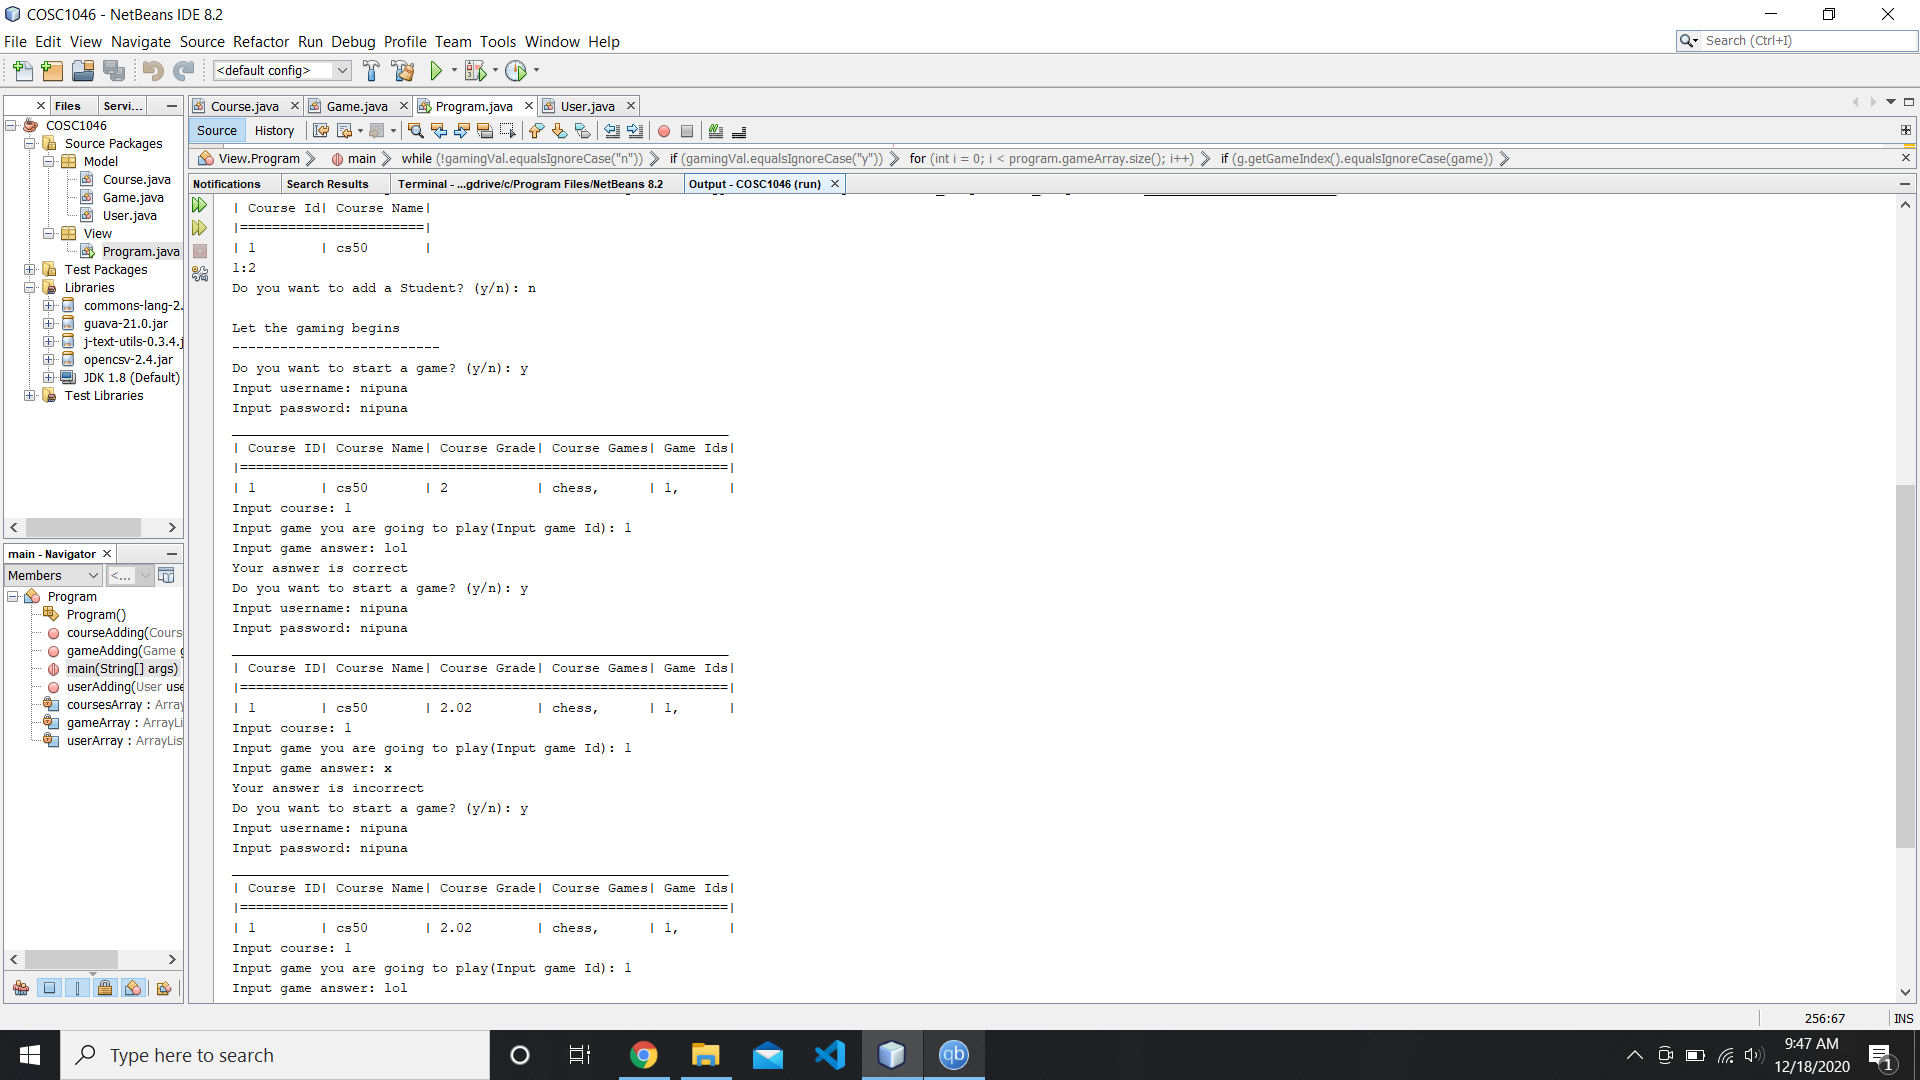 COSC1046 - NetBeans IDE 8.2
File Edit View Navigate Source Refactor Run Debug Profile Team Tools Window Help
Search (Ctrl+I)
<default config>
Files Servi...
Course.java Game.java Program.java User.java
COSC1046
Source Packages
Model
Course.java
Game.java
User.java
View
Program.java
Test Packages
Libraries
commons-lang-2.
guava-21.0.jar
j-text-utils-0.3.4.j
opencsv-2.4.jar
JDK 1.8 (Default)
Test Libraries
Source History
View.Program main while (!gamingVal.equalsIgnoreCase("n")) if (gamingVal.equalsIgnoreCase("y")) for (int i = 0; i < program.gameArray.size(); i++) if (g.getGameIndex().equalsIgnoreCase(game))
Notifications Search Results Terminal - ...gdrive/c/Program Files/NetBeans 8.2 Output - COSC1046 (run)
| Course Id| Course Name|
|=======================|
| 1 | cs50 |
1:2
Do you want to add a Student? (y/n): n
Let the gaming begins
--------------------------
Do you want to start a game? (y/n): y
Input username: nipuna
Input password: nipuna
______________________________________________________________
| Course ID| Course Name| Course Grade| Course Games| Game Ids|
|=============================================================|
| 1 | cs50 | 2 | chess, | 1, |
Input course: 1
Input game you are going to play(Input game Id): 1
Input game answer: lol
Your asnwer is correct
Do you want to start a game? (y/n): y
Input username: nipuna
Input password: nipuna
______________________________________________________________
| Course ID| Course Name| Course Grade| Course Games| Game Ids|
|=============================================================|
| 1 | cs50 | 2.02 | chess, | 1, |
Input course: 1
Input game you are going to play(Input game Id): 1
Input game answer: x
Your answer is incorrect
Do you want to start a game? (y/n): y
Input username: nipuna
Input password: nipuna
______________________________________________________________
| Course ID| Course Name| Course Grade| Course Games| Game Ids|
|=============================================================|
| 1 | cs50 | 2.02 | chess, | 1, |
Input course: 1
Input game you are going to play(Input game Id): 1
Input game answer: lol
main - Navigator
Members <...
Program
Program()
courseAdding(Cours
gameAdding(Game g
main(String[] args)
userAdding(User use
coursesArray : Array
gameArray : ArrayLi
userArray : ArrayLis
256:67 INS
Type here to search
qb
9:47 AM
12/18/2020
1